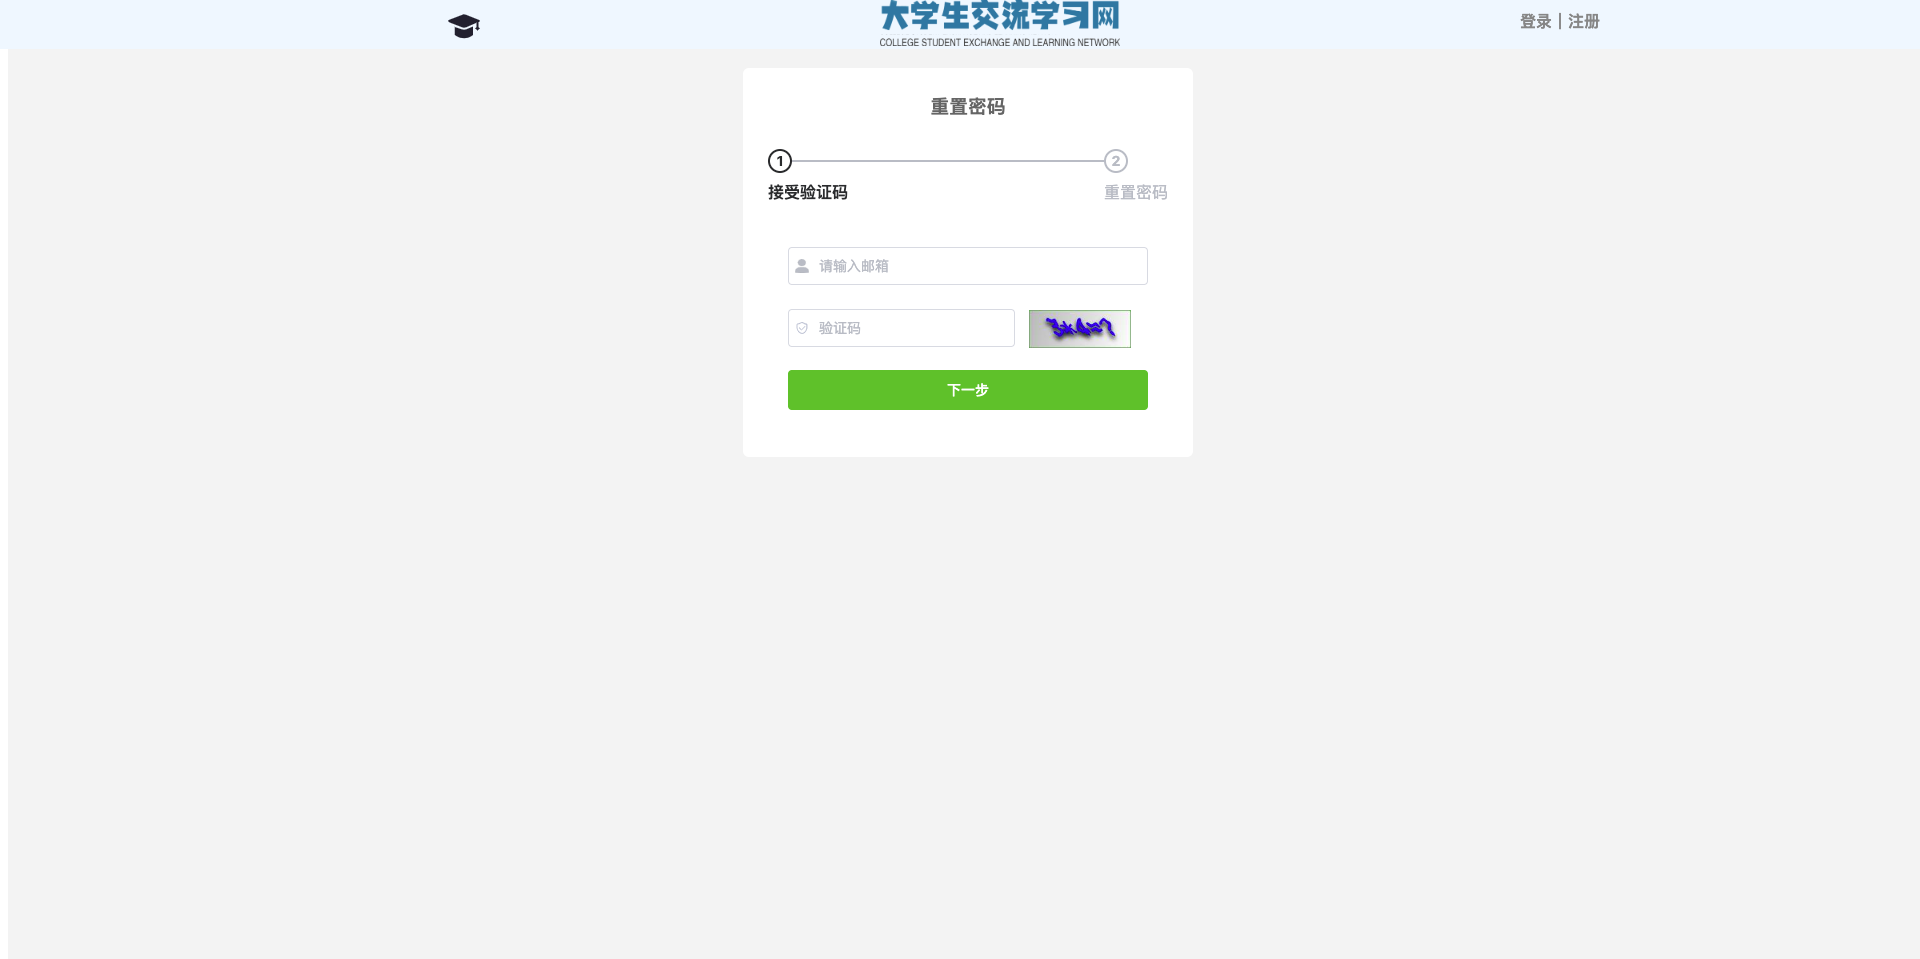 大学生交流学习网
COLLEGE STUDENT EXCHANGE AND LEARNING NETWORK
登录 | 注册
重置密码
1
2
接受验证码
重置密码
请输入邮箱
验证码
下一步